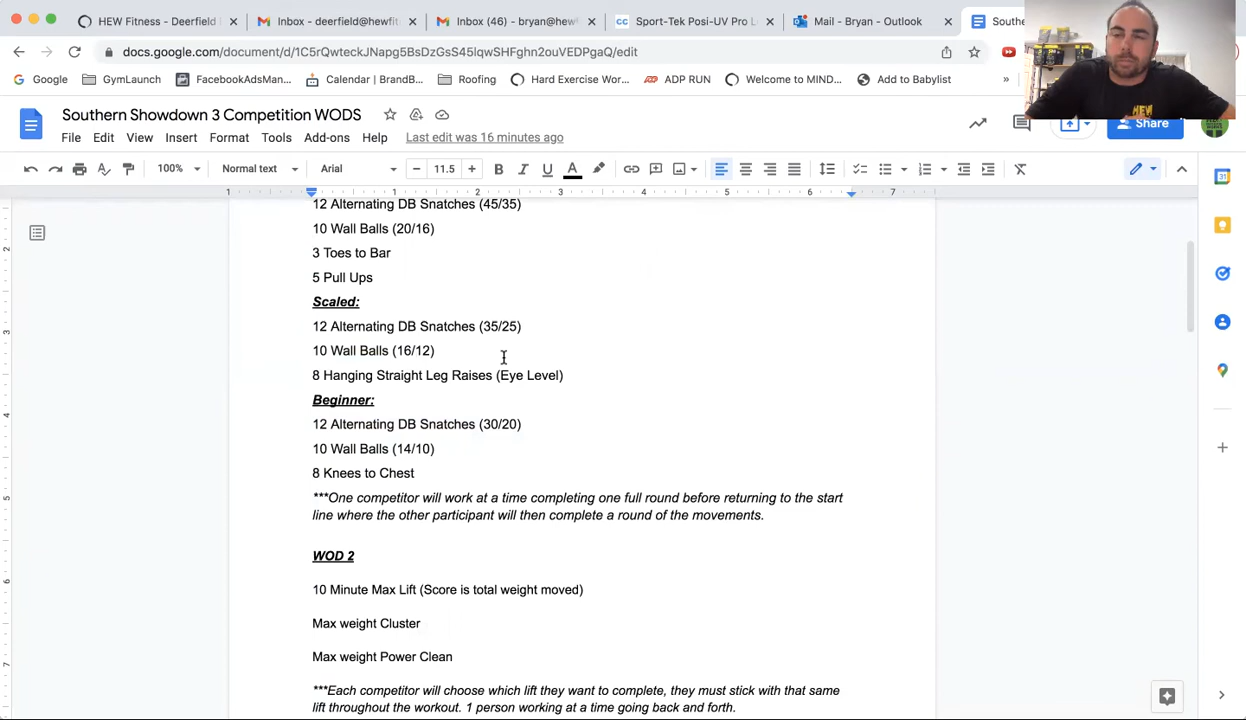 HEW Fitness - Deerfield
Inbox - deerfield@hewfit
Inbox (46) - bryan@hew
Sport-Tek Posi-UV Pro L
Mail - Bryan - Outlook
Southe
docs.google.com/document/d/1C5rQwteckJNapg5BsDzGsS45lqwSHFghn2ouVEDPgaQ/edit
Google
GymLaunch
FacebookAdsMan...
Calendar | BrandB...
Roofing
Hard Exercise Wor...
ADP RUN
Welcome to MIND...
Add to Babylist
»
Southern Showdown 3 Competition WODS
File Edit View Insert Format Tools Add-ons Help Last edit was 16 minutes ago
Share
100% Normal text Arial 11.5 B I U A
1 1 2 3 4 5 6 7
12 Alternating DB Snatches (45/35)
10 Wall Balls (20/16)
3 Toes to Bar
5 Pull Ups
Scaled:
12 Alternating DB Snatches (35/25)
10 Wall Balls (16/12)
8 Hanging Straight Leg Raises (Eye Level)
Beginner:
12 Alternating DB Snatches (30/20)
10 Wall Balls (14/10)
8 Knees to Chest
***One competitor will work at a time completing one full round before returning to the start
line where the other participant will then complete a round of the movements.
WOD 2
10 Minute Max Lift (Score is total weight moved)
Max weight Cluster
Max weight Power Clean
***Each competitor will choose which lift they want to complete, they must stick with that same
lift throughout the workout. 1 person working at a time going back and forth.